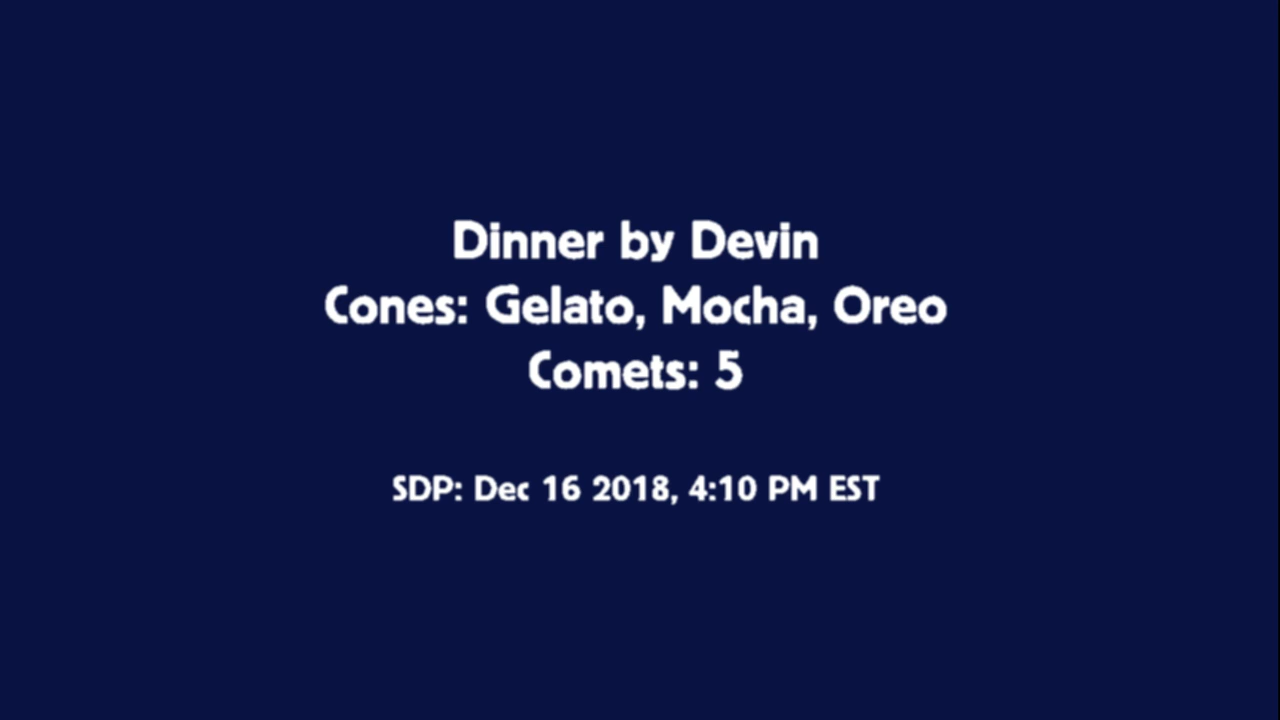 Dinner by Devin
Cones: Gelato, Mocha, Oreo
Comets: 5
SDP: Dec 16 2018, 4:10 PM EST